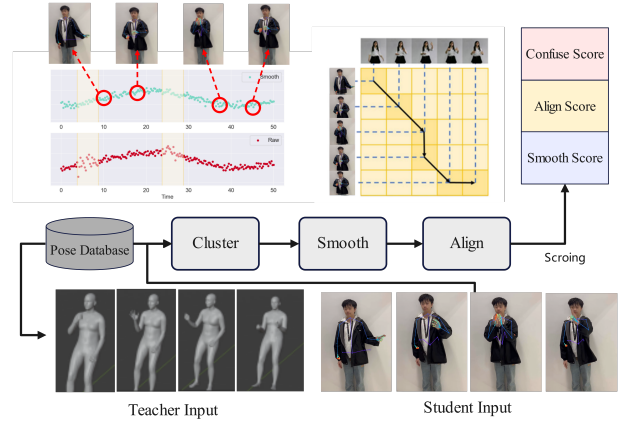 Smooth
0
10
20
30
40
50
Raw
0
10
20
30
40
50
Time
Confuse Score
Align Score
Smooth Score
Pose Database
Cluster
Smooth
Align
Scroing
Teacher Input
Student Input